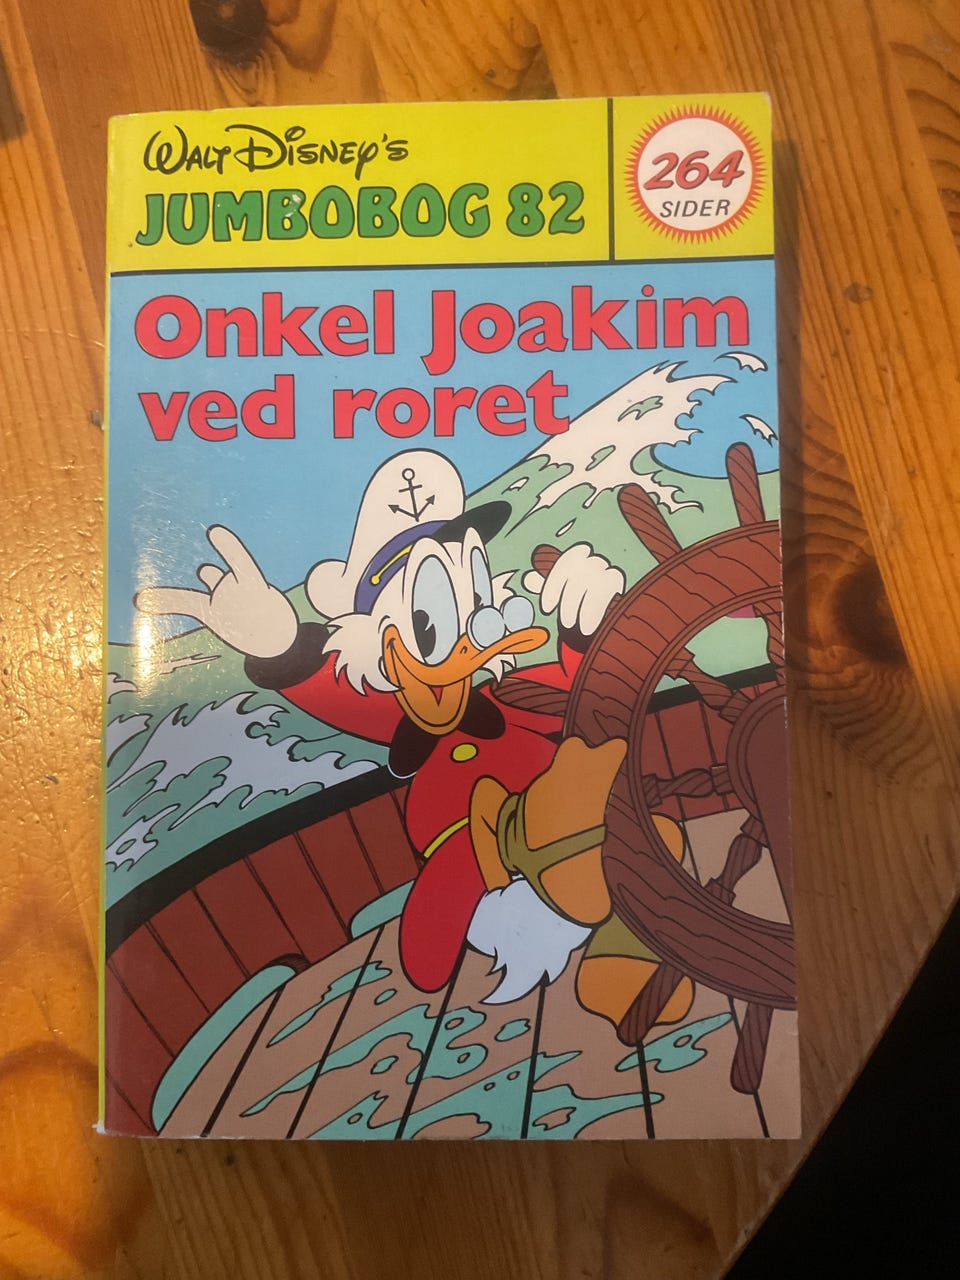 Walt Disney's
JUMBOBOG 82
264
SIDER
Onkel Joakim
ved roret